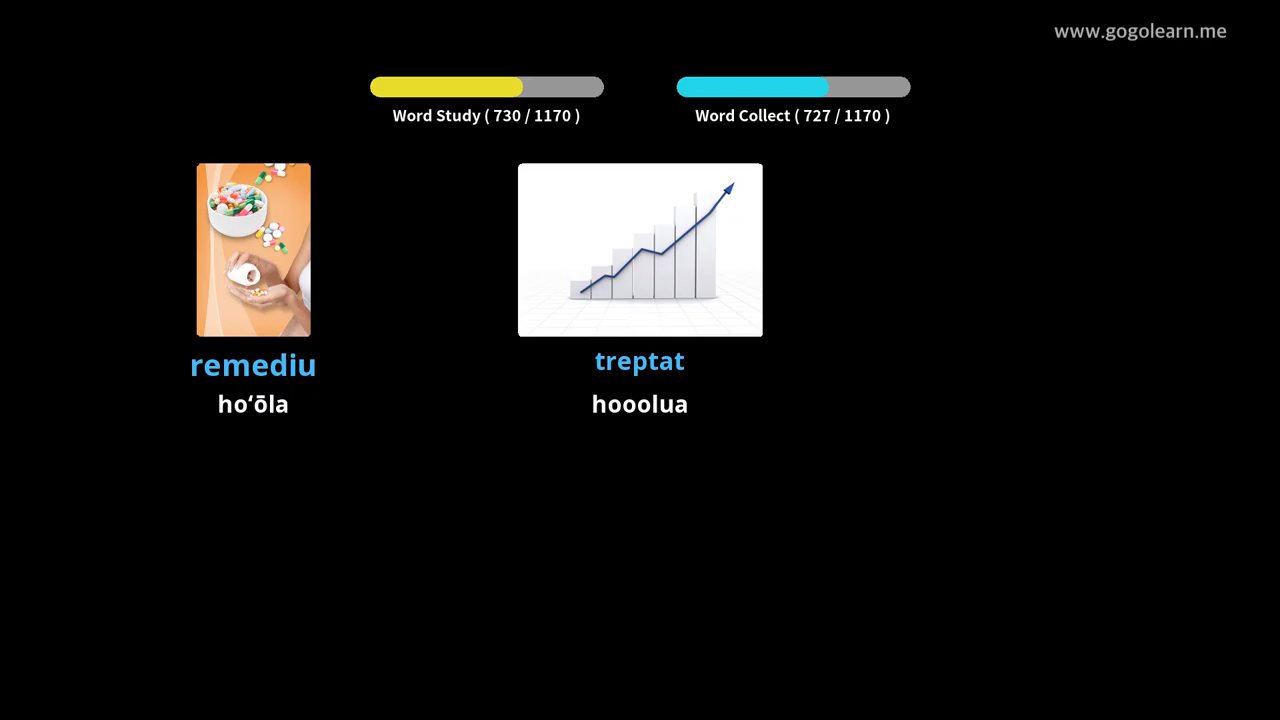 www.gogolearn.me
Word Study ( 730 / 1170 )
Word Collect ( 727 / 1170 )
remediu
hoʻōla
treptat
hooolua